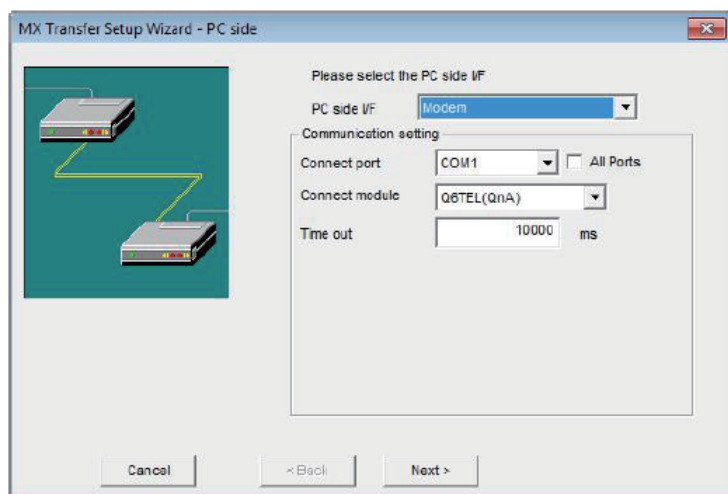 MX Transfer Setup Wizard - PC side
Please select the PC side I/F
PC side I/F Modem
Communication setting
Connect port COM1 All Ports
Connect module Q6TEL(QnA)
Time out 10000 ms
Cancel < Back Next >